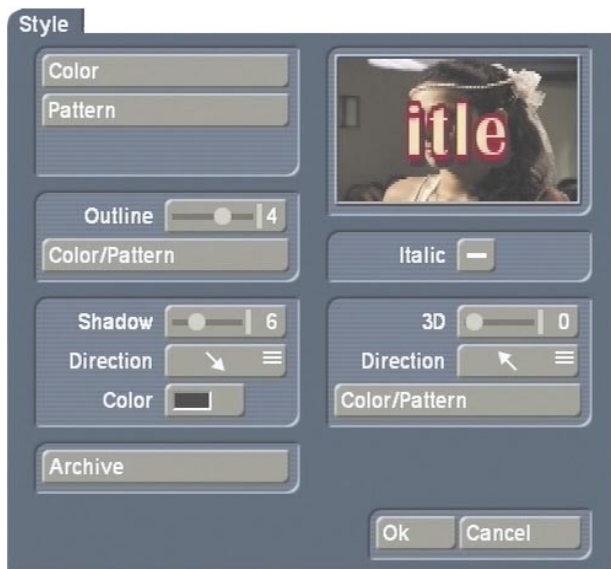 Style
Color
Pattern
itle
Outline 4
Color/Pattern
Italic
Shadow 6
Direction
Color
3D 0
Direction
Color/Pattern
Archive
Ok Cancel